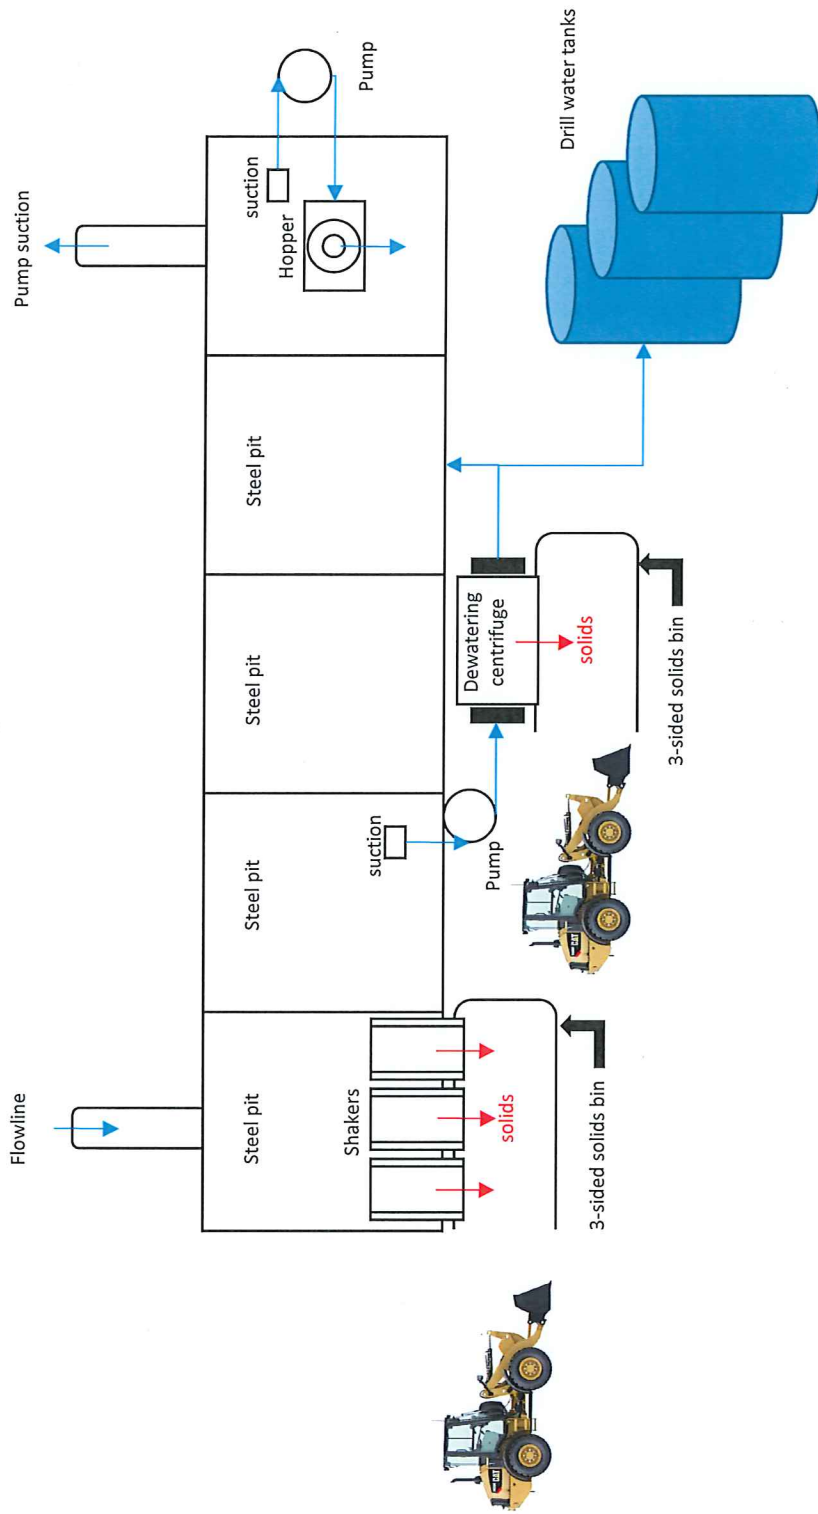 Flowline
Pump suction
Steel pit
Steel pit
Steel pit
Steel pit
suction
Pump
Hopper
Shakers
suction
Pump
Dewatering
centrifuge
solids
solids
Drill water tanks
3-sided solids bin
3-sided solids bin
CAT
CAT